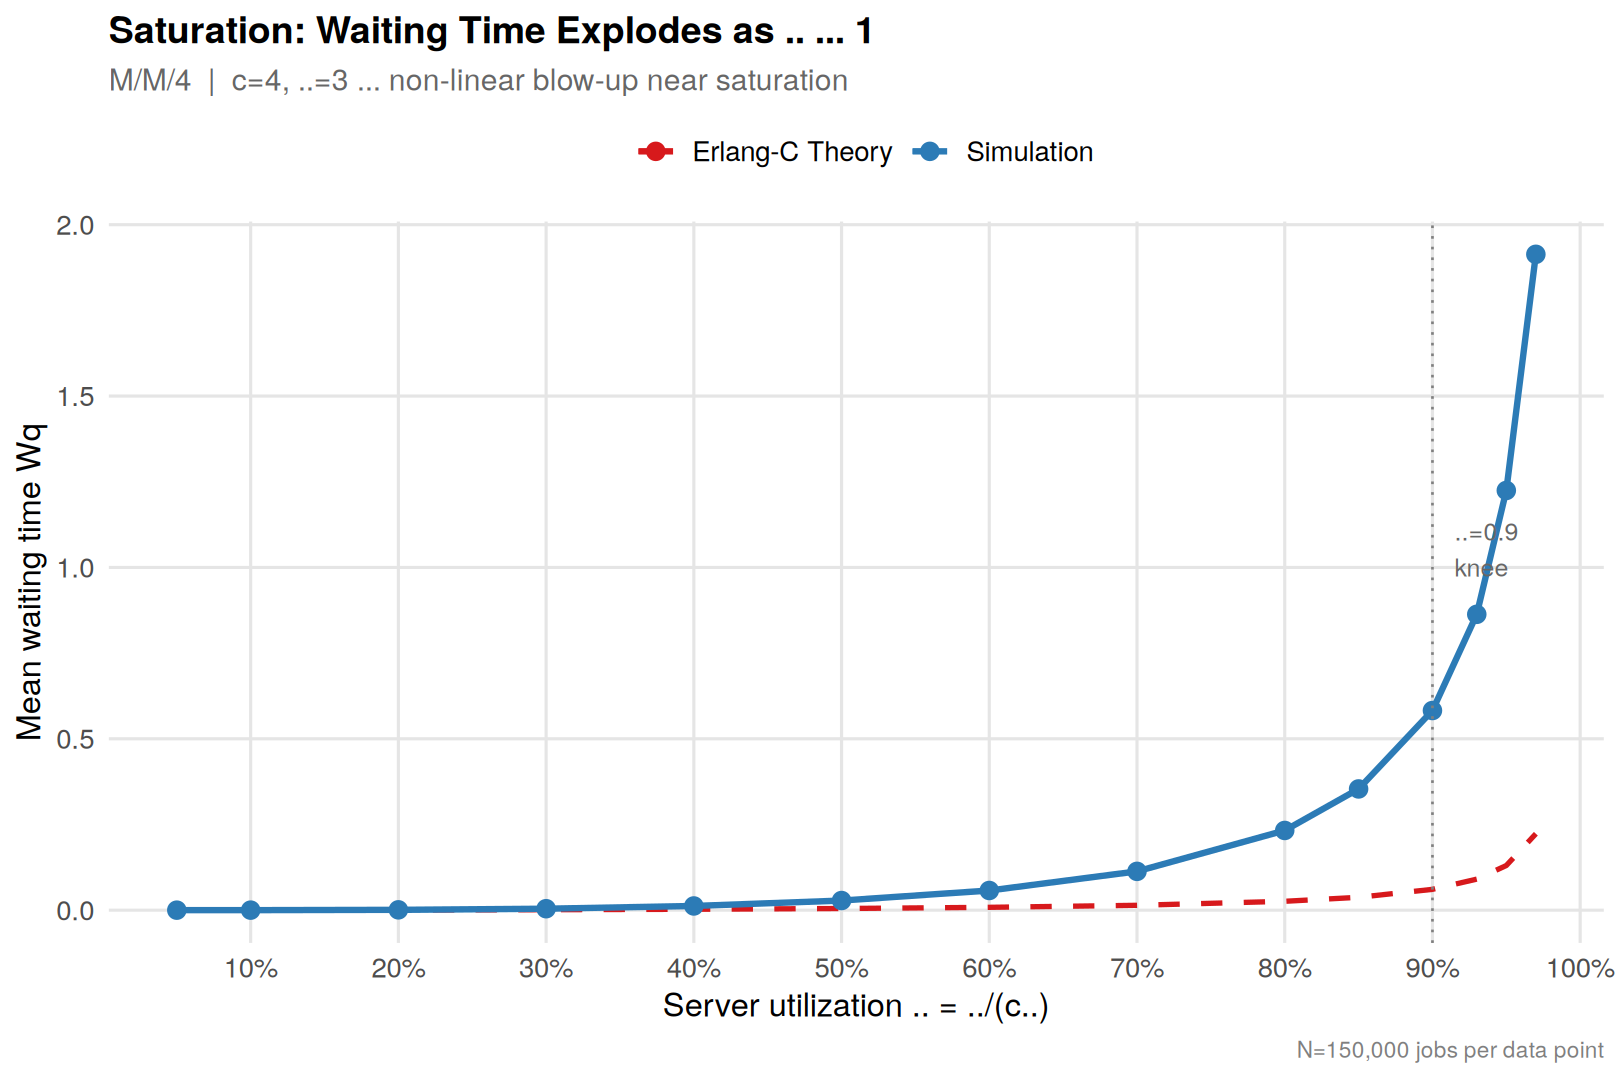 Saturation: Waiting Time Explodes as .. ... 1
M/M/4 | c=4, ..=3 ... non-linear blow-up near saturation
Erlang-C Theory
Simulation
Mean waiting time Wq
2.0
1.5
1.0
0.5
0.0
..=0.9
knee
10%
20%
30%
40%
50%
60%
70%
80%
90%
100%
Server utilization .. = ../(c..)
N=150,000 jobs per data point